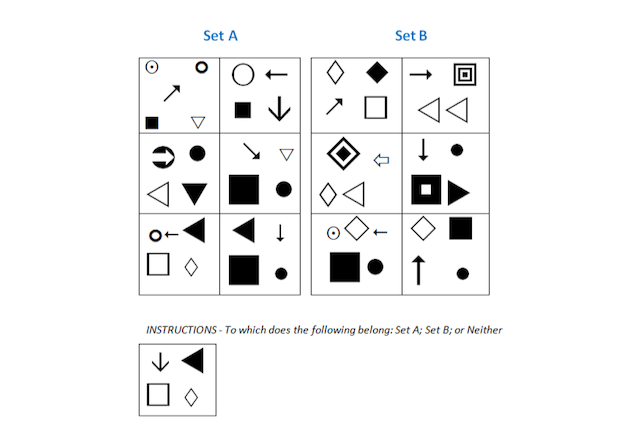 Set A
Set B
INSTRUCTIONS - To which does the following belong: Set A; Set B; or Neither